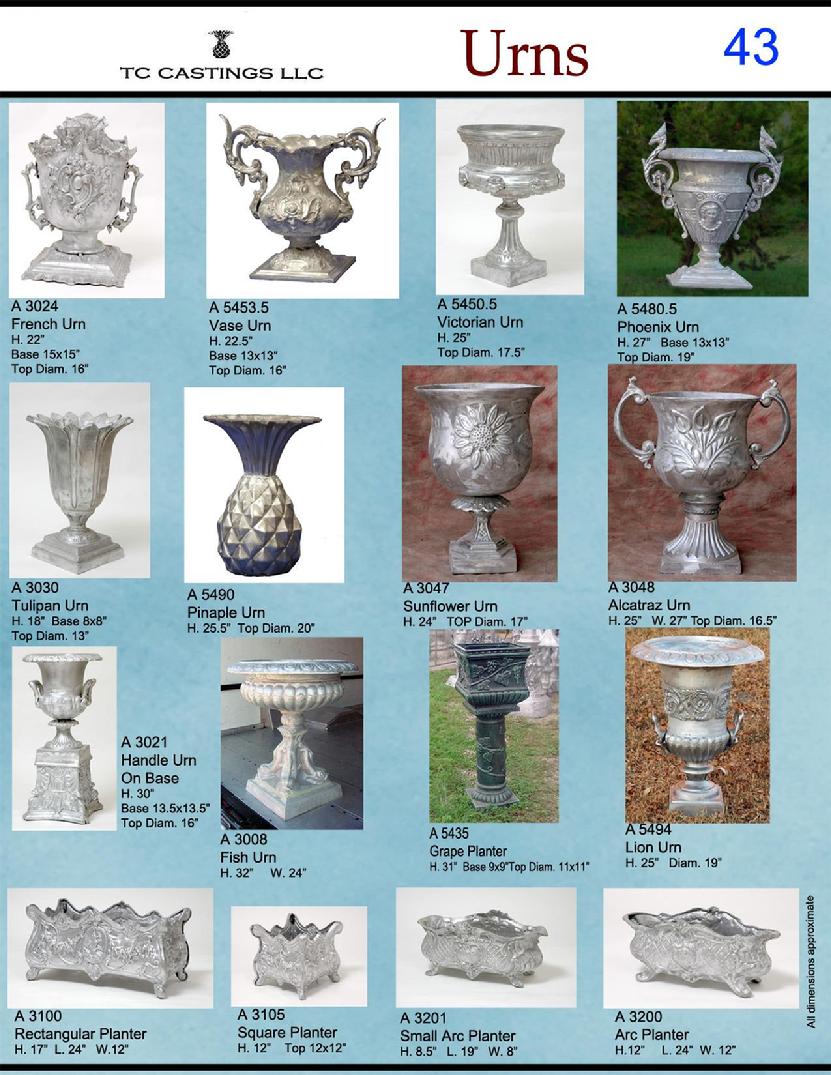 TC CASTINGS LLC
Urns
43
A 3024
French Urn
H. 22"
Base 15x15"
Top Diam. 16"
A 5453.5
Vase Urn
H. 22.5"
Base 13x13"
Top Diam. 16"
A 5450.5
Victorian Urn
H. 25"
Top Diam. 17.5"
A 5480.5
Phoenix Urn
H. 27" Base 13x13"
Top Diam. 19"
A 3030
Tulipan Urn
H. 18" Base 8x8"
Top Diam. 13"
A 5490
Pinaple Urn
H. 25.5" Top Diam. 20"
A 3047
Sunflower Urn
H. 24" TOP Diam. 17"
A 3048
Alcatraz Urn
H. 25" W. 27" Top Diam. 16.5"
A 3021
Handle Urn
On Base
H. 30"
Base 13.5x13.5"
Top Diam. 16"
A 3008
Fish Urn
H. 32" W. 24"
A 5435
Grape Planter
H. 31" Base 9x9"Top Diam. 11x11"
A 5494
Lion Urn
H. 25" Diam. 19"
A 3100
Rectangular Planter
H. 17" L. 24" W.12"
A 3105
Square Planter
H. 12" Top 12x12"
A 3201
Small Arc Planter
H. 8.5" L. 19" W. 8"
A 3200
Arc Planter
H.12" L. 24" W. 12"
All dimensions approximate